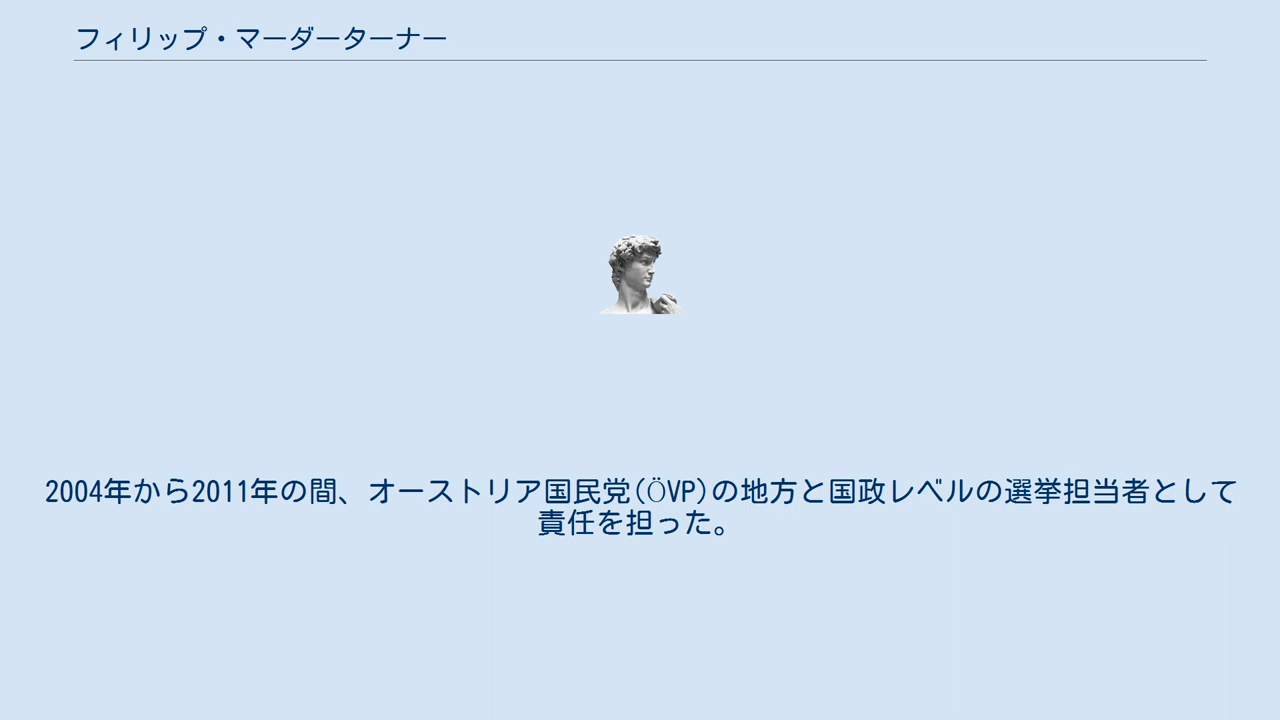 フィリップ・マーダーターナー
2004年から2011年の間、オーストリア国民党(ÖVP)の地方と国政レベルの選挙担当者として
責任を担った。